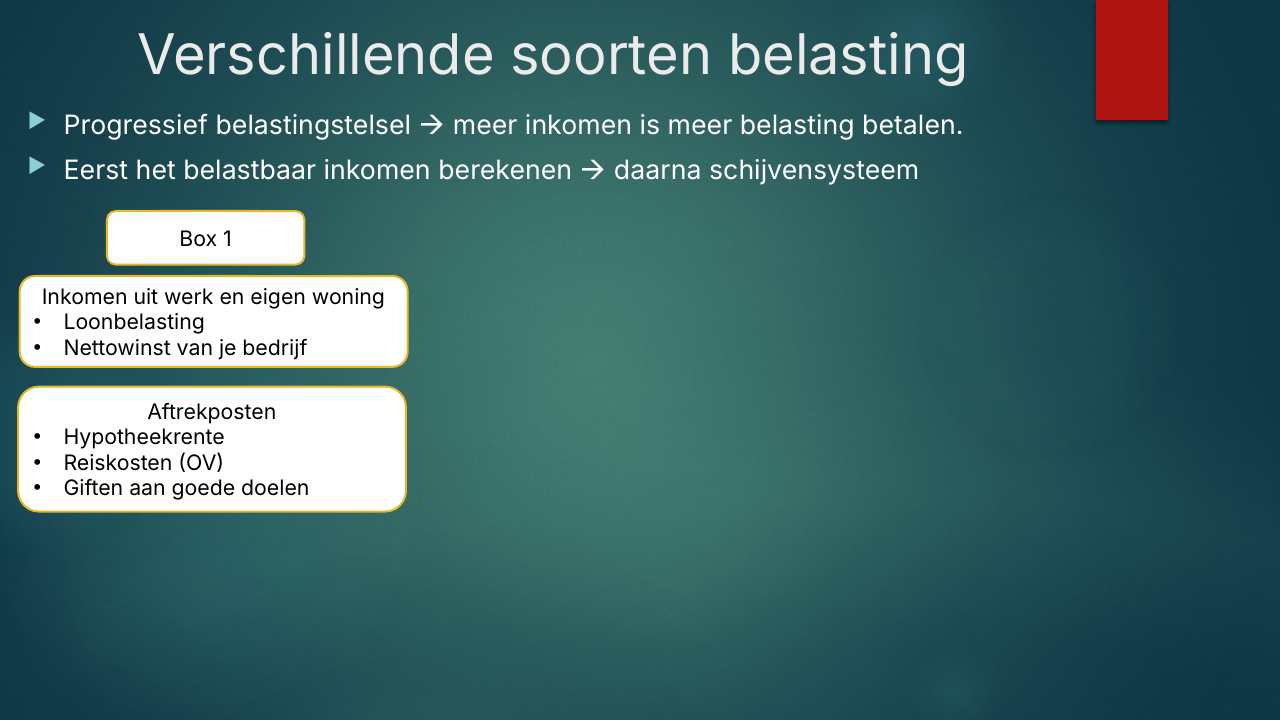 Verschillende soorten belasting
Progressief belastingstelsel → meer inkomen is meer belasting betalen.
Eerst het belastbaar inkomen berekenen → daarna schijvensysteem
Box 1
Inkomen uit werk en eigen woning
• Loonbelasting
• Nettowinst van je bedrijf
Aftrekposten
• Hypotheekrente
• Reiskosten (OV)
• Giften aan goede doelen